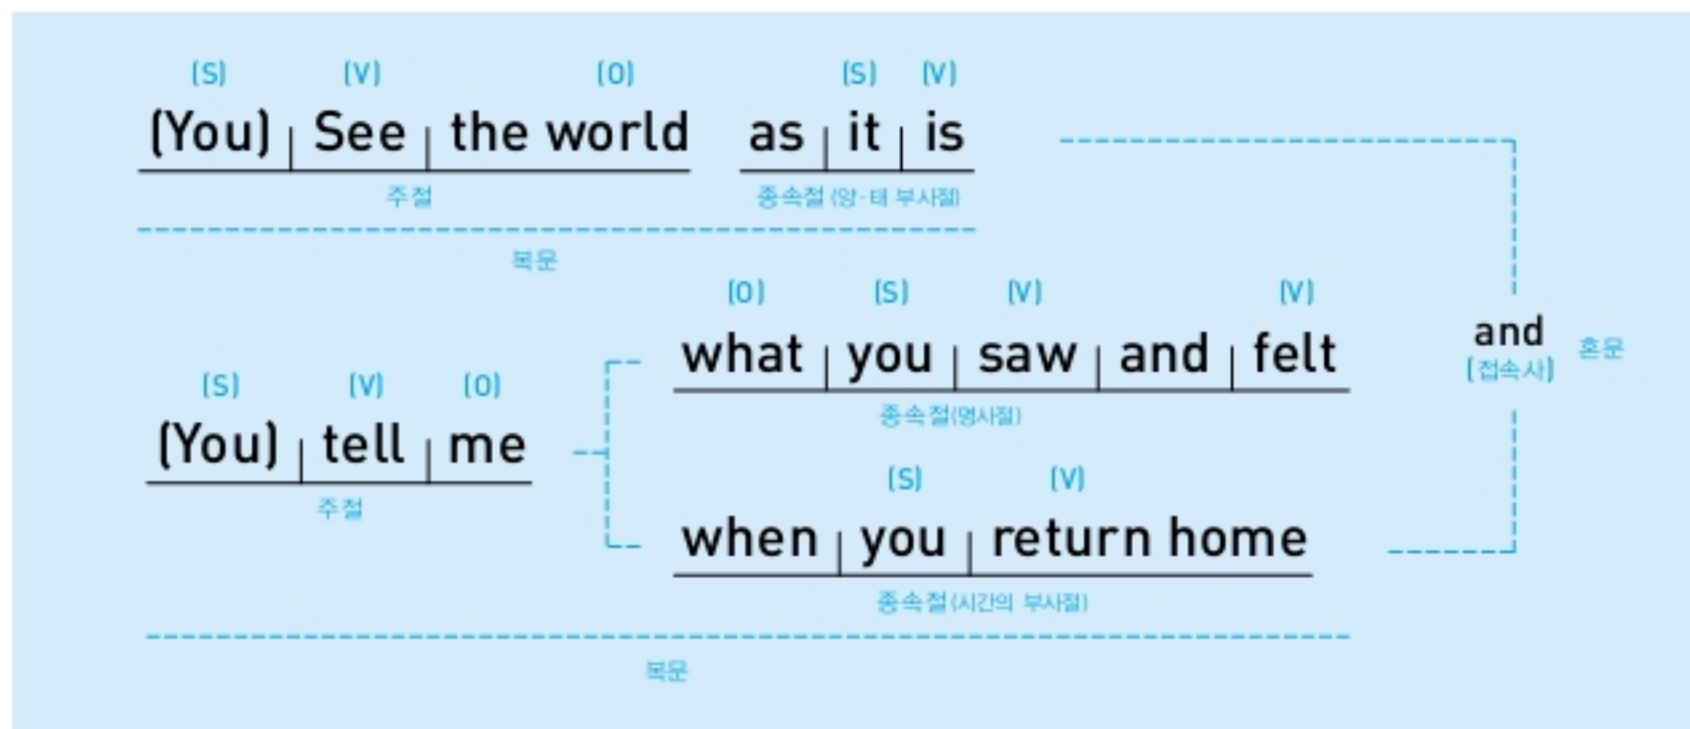 (S) (V) (O) (S) (V)
(You) See the world as it is
주절 종속절 (양·태 부사절)
복문
(O) (S) (V) (V)
what you saw and felt
종속절(명사절)
and
(접속사)
혼문
(S) (V) (O)
(You) tell me
주절
(S) (V)
when you return home
종속절(시간의 부사절)
복문